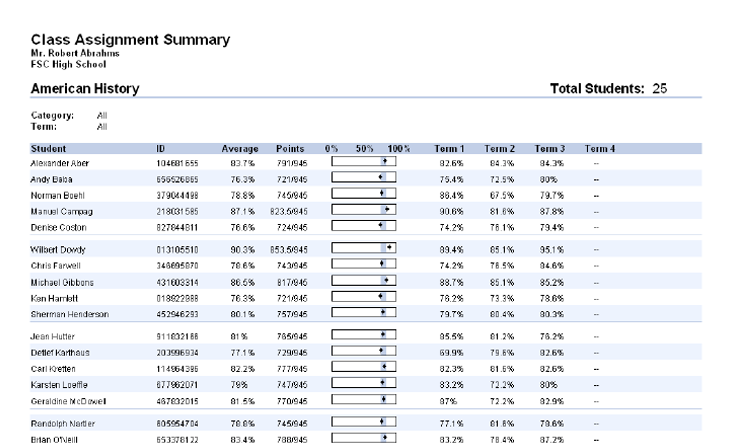 Class Assignment Summary
Mr. Robert Abrahms
FSC High School
American History Total Students: 25
Category: All
Term: All
Student ID Average Points 0% 50% 100% Term 1 Term 2 Term 3 Term 4
Alexander Aber 104681655 83.7% 791/945 82.6% 84.3% 84.3% --
Andy Baba 656526865 76.3% 721/945 75.4% 72.5% 80% --
Norman Boehl 379044498 78.8% 745/945 86.4% 67.5% 79.7% --
Manuel Campag 218031585 87.1% 823.5/945 90.6% 81.6% 87.8% --
Denise Coston 827844811 76.6% 724/945 74.2% 76.1% 79.4% --
Wilbert Dowdy 013105510 90.3% 853.5/945 89.4% 85.1% 95.1% --
Chris Farwell 346695870 78.6% 743/945 74.2% 76.5% 84.6% --
Michael Gibbons 431603314 86.5% 817/945 88.7% 85.1% 85.2% --
Ken Hamlett 018922988 76.3% 721/945 76.2% 73.3% 78.6% --
Sherman Henderson 452946293 80.1% 757/945 79.7% 80.4% 80.3% --
Jean Hutter 911832166 81% 765/945 85.5% 81.2% 76.2% --
Detlef Karthaus 203996934 77.1% 729/945 69.9% 79.6% 82.6% --
Carl Kretten 114964396 82.2% 777/945 82.3% 81.6% 82.6% --
Karsten Loeffle 677962071 79% 747/945 83.2% 72.2% 80% --
Geraldine McDowell 467832015 81.5% 770/945 87% 72.2% 82.9% --
Randolph Nartler 605954704 78.8% 745/945 77.1% 81.6% 78.6% --
Brian O'Neill 653378122 83.4% 788/945 83.2% 78.4% 87.2% --